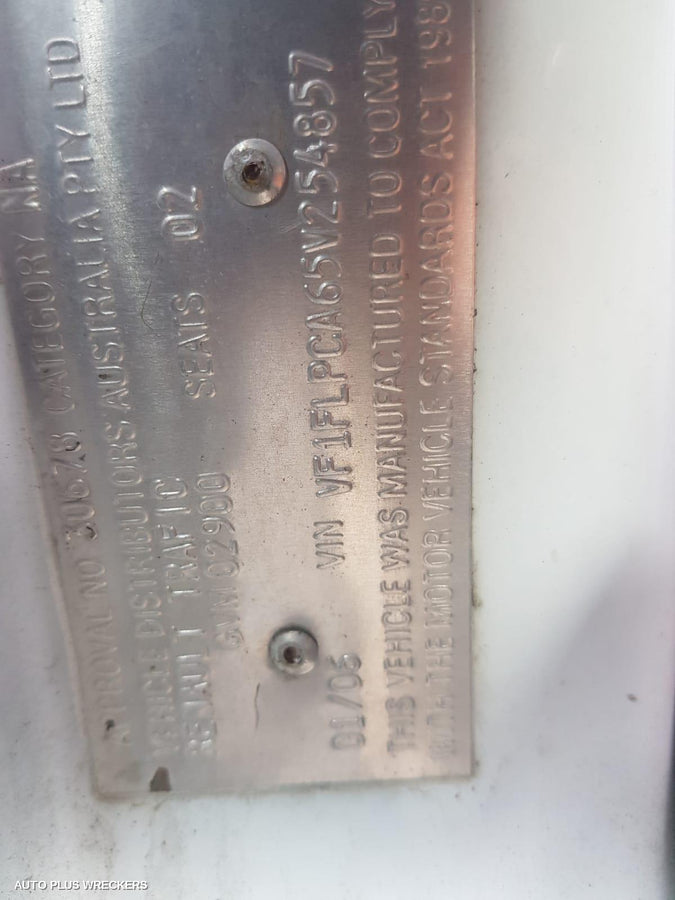 APPROVAL NO 30678 CATEGORY NA
VEHICLE DISTRIBUTORS AUSTRALIA PTY LTD
RENAULT TRAFIC SEATS 02
GVM 02900
01/06 VIN VF1FLPCA65V254857
THIS VEHICLE WAS MANUFACTURED TO COMPLY
WITH THE MOTOR VEHICLE STANDARDS ACT
AUTO PLUS WRECKERS